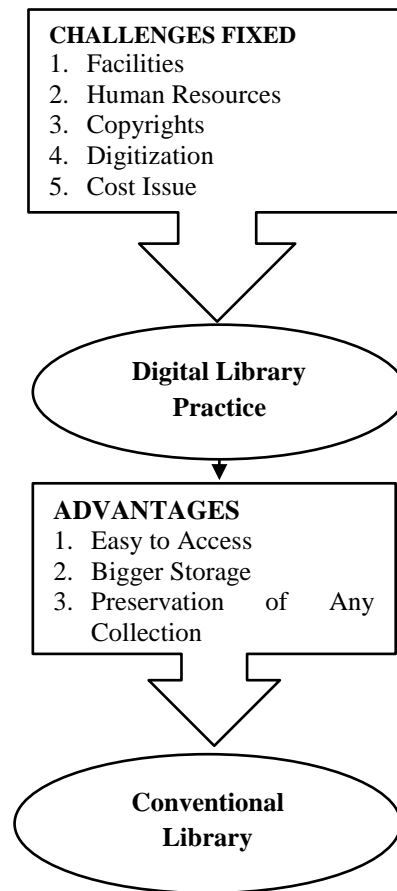 CHALLENGES FIXED
1. Facilities
2. Human Resources
3. Copyrights
4. Digitization
5. Cost Issue
Digital Library
Practice
ADVANTAGES
1. Easy to Access
2. Bigger Storage
3. Preservation of Any
Collection
Conventional
Library